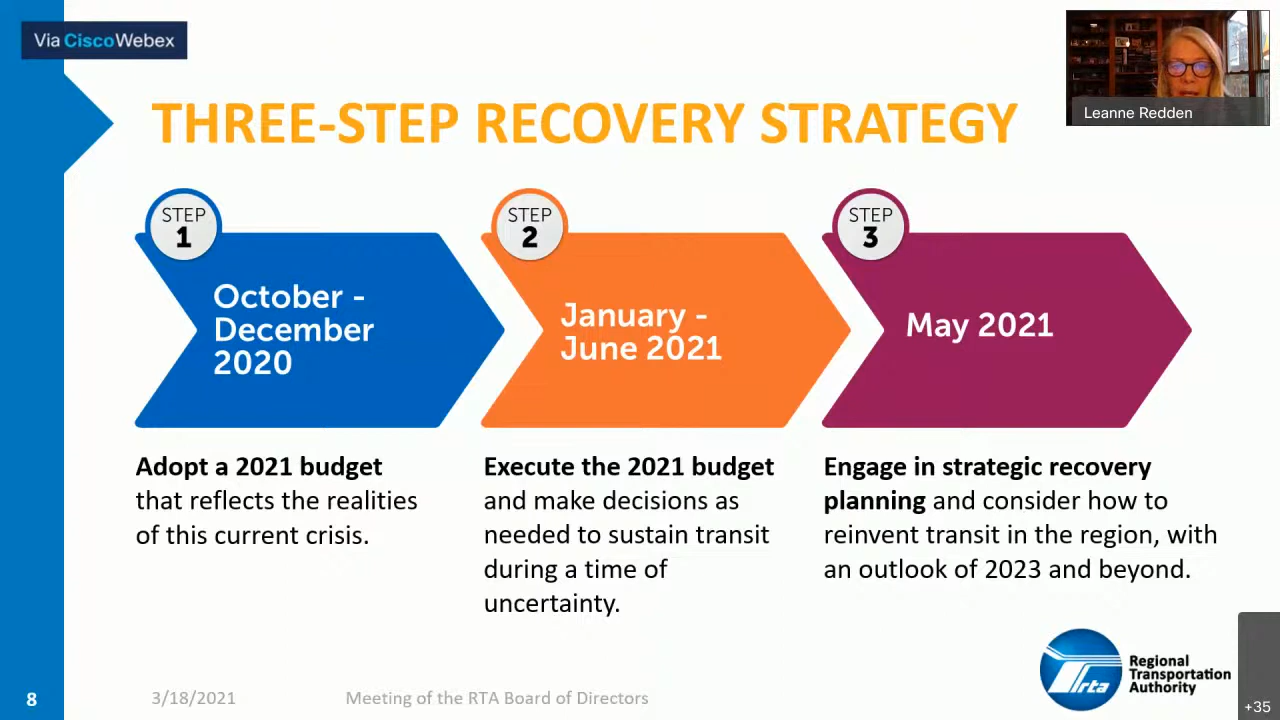 Via Cisco Webex
Leanne Redden
THREE-STEP RECOVERY STRATEGY
STEP
1
October -
December
2020
Adopt a 2021 budget
that reflects the realities
of this current crisis.
STEP
2
January -
June 2021
Execute the 2021 budget
and make decisions as
needed to sustain transit
during a time of
uncertainty.
STEP
3
May 2021
Engage in strategic recovery
planning and consider how to
reinvent transit in the region, with
an outlook of 2023 and beyond.
rta
Regional
Transportation
Authority
8
3/18/2021
Meeting of the RTA Board of Directors
+35